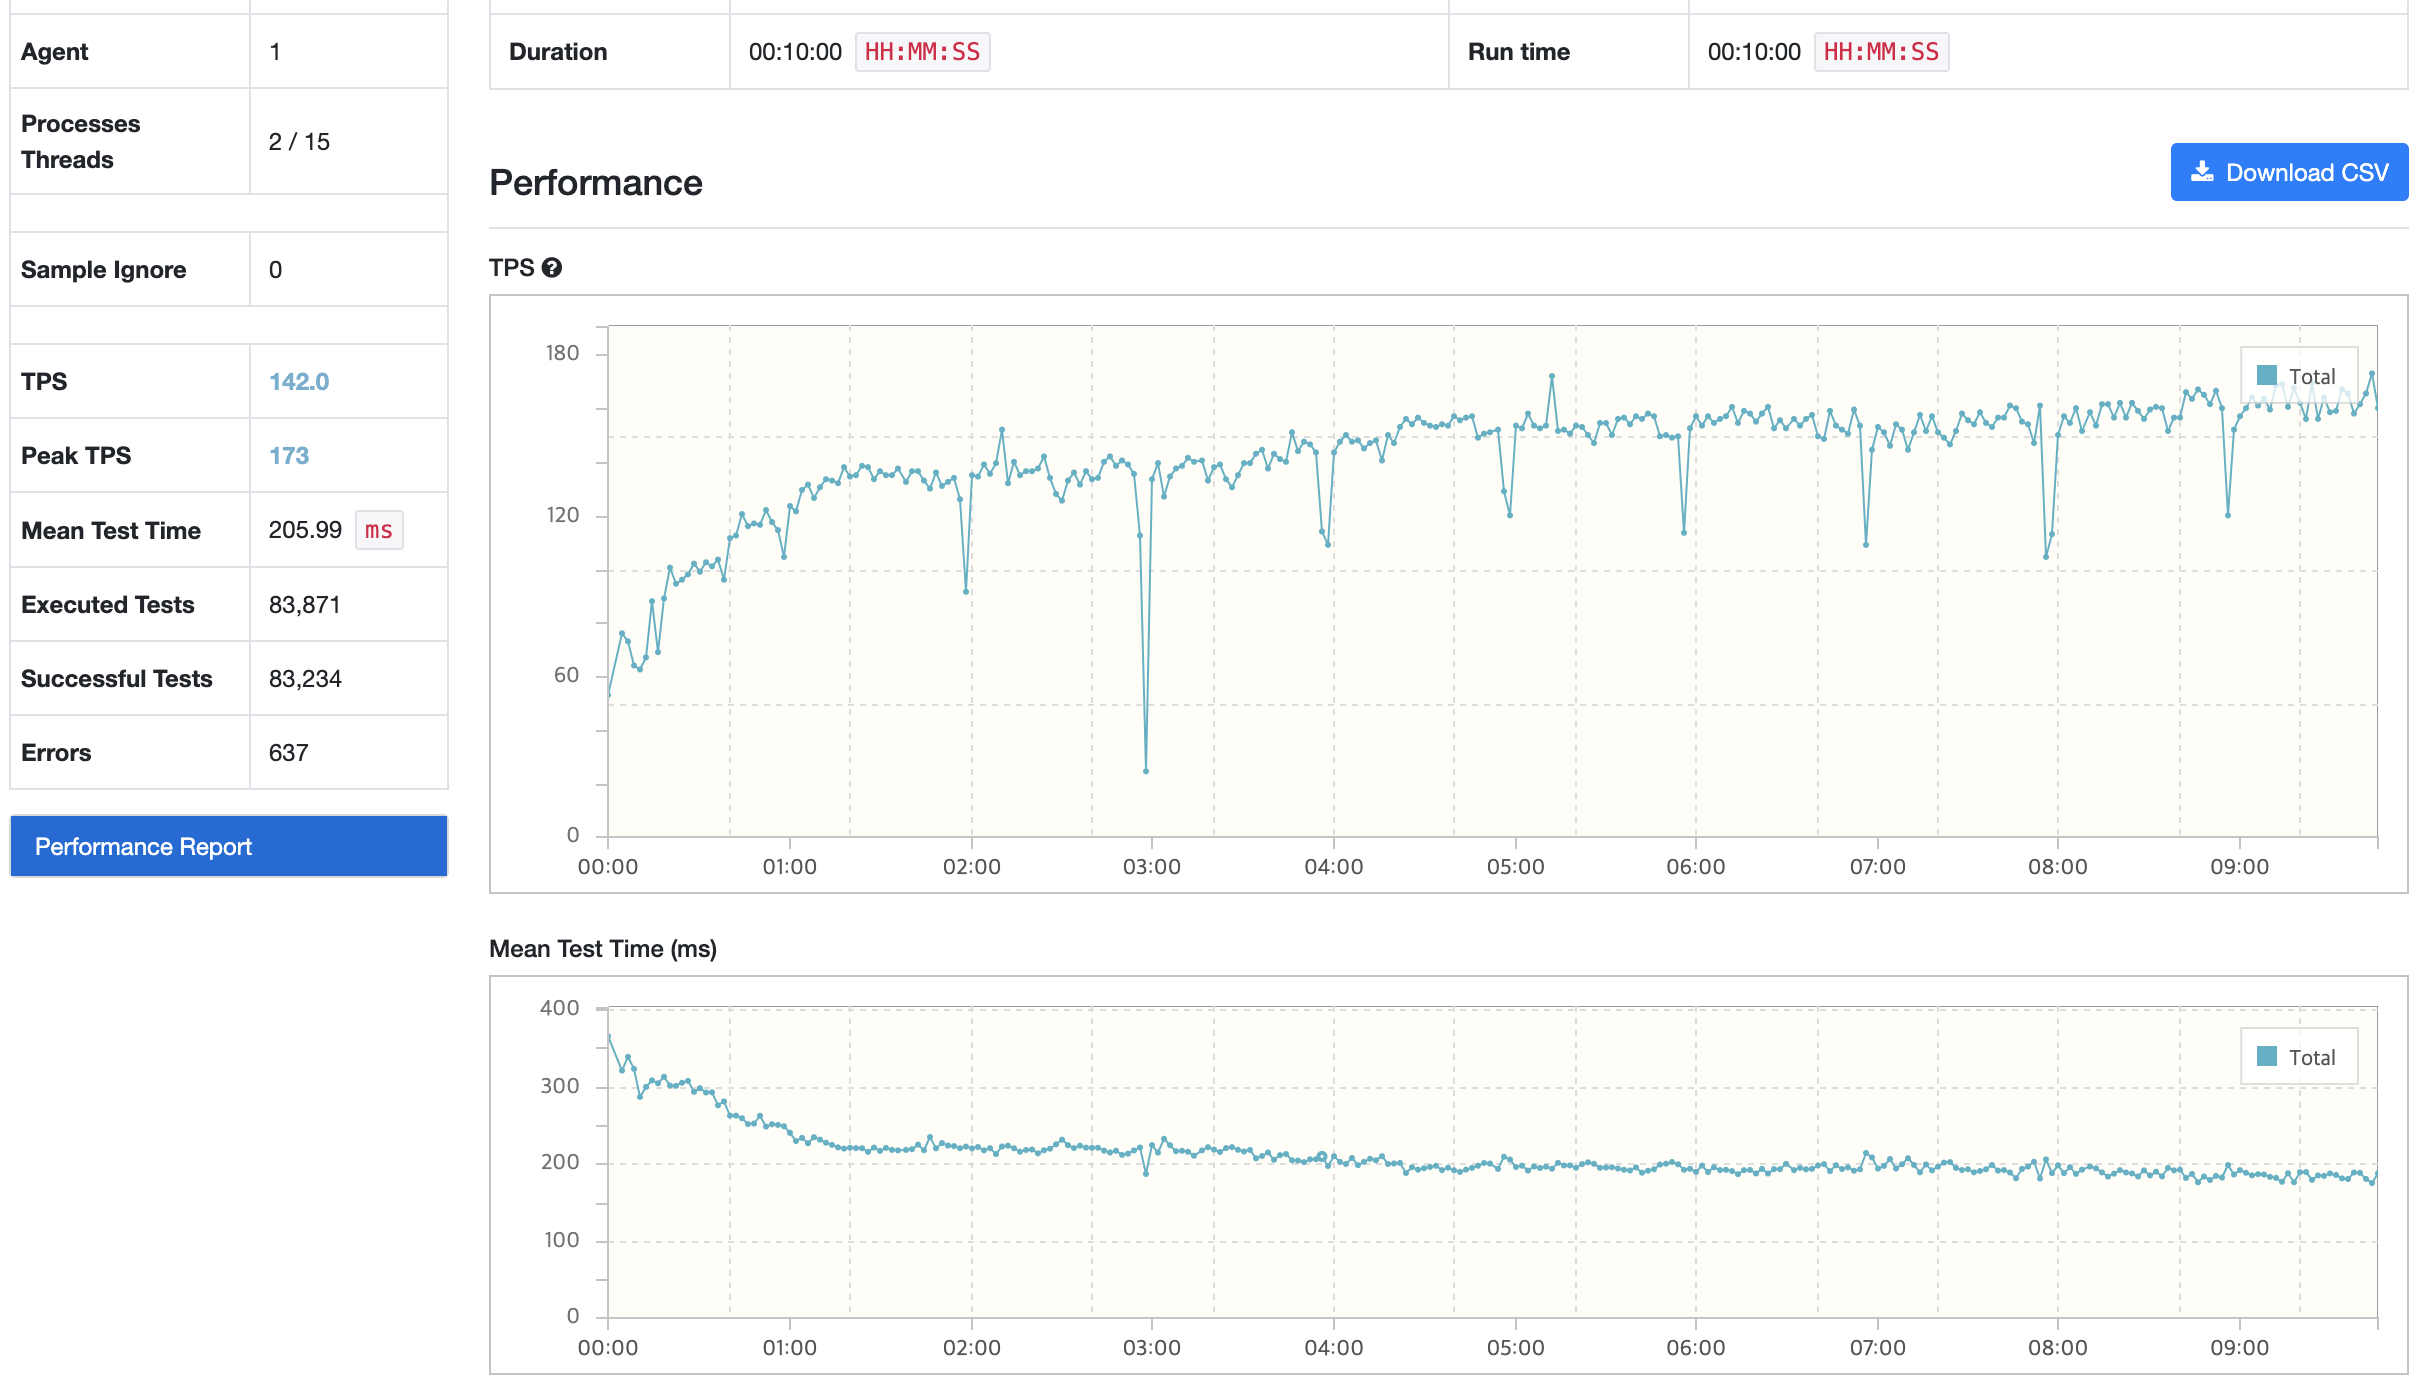 Agent 1
Processes
Threads
2 / 15
Sample Ignore 0
TPS 142.0
Peak TPS 173
Mean Test Time 205.99 ms
Executed Tests 83,871
Successful Tests 83,234
Errors 637
Performance Report
Duration 00:10:00 HH:MM:SS Run time 00:10:00 HH:MM:SS
Performance
Download CSV
TPS ?
180
120
60
0
Total
00:00 01:00 02:00 03:00 04:00 05:00 06:00 07:00 08:00 09:00
Mean Test Time (ms)
400
300
200
100
0
Total
00:00 01:00 02:00 03:00 04:00 05:00 06:00 07:00 08:00 09:00